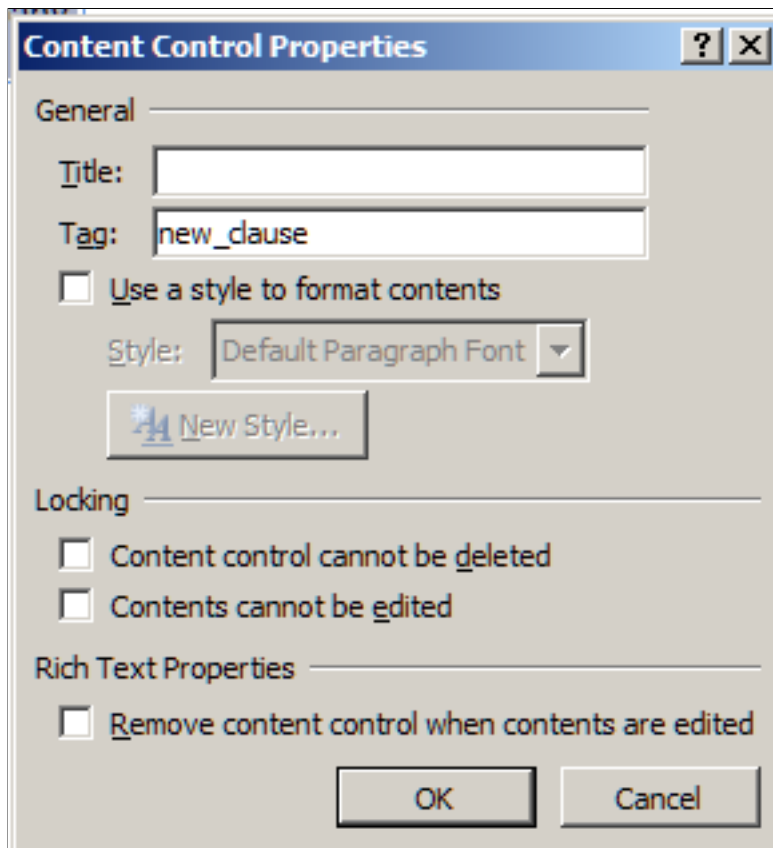 Content Control Properties
General
Title:
Tag: new_clause
Use a style to format contents
Style: Default Paragraph Font
New Style...
Locking
Content control cannot be deleted
Contents cannot be edited
Rich Text Properties
Remove content control when contents are edited
OK Cancel